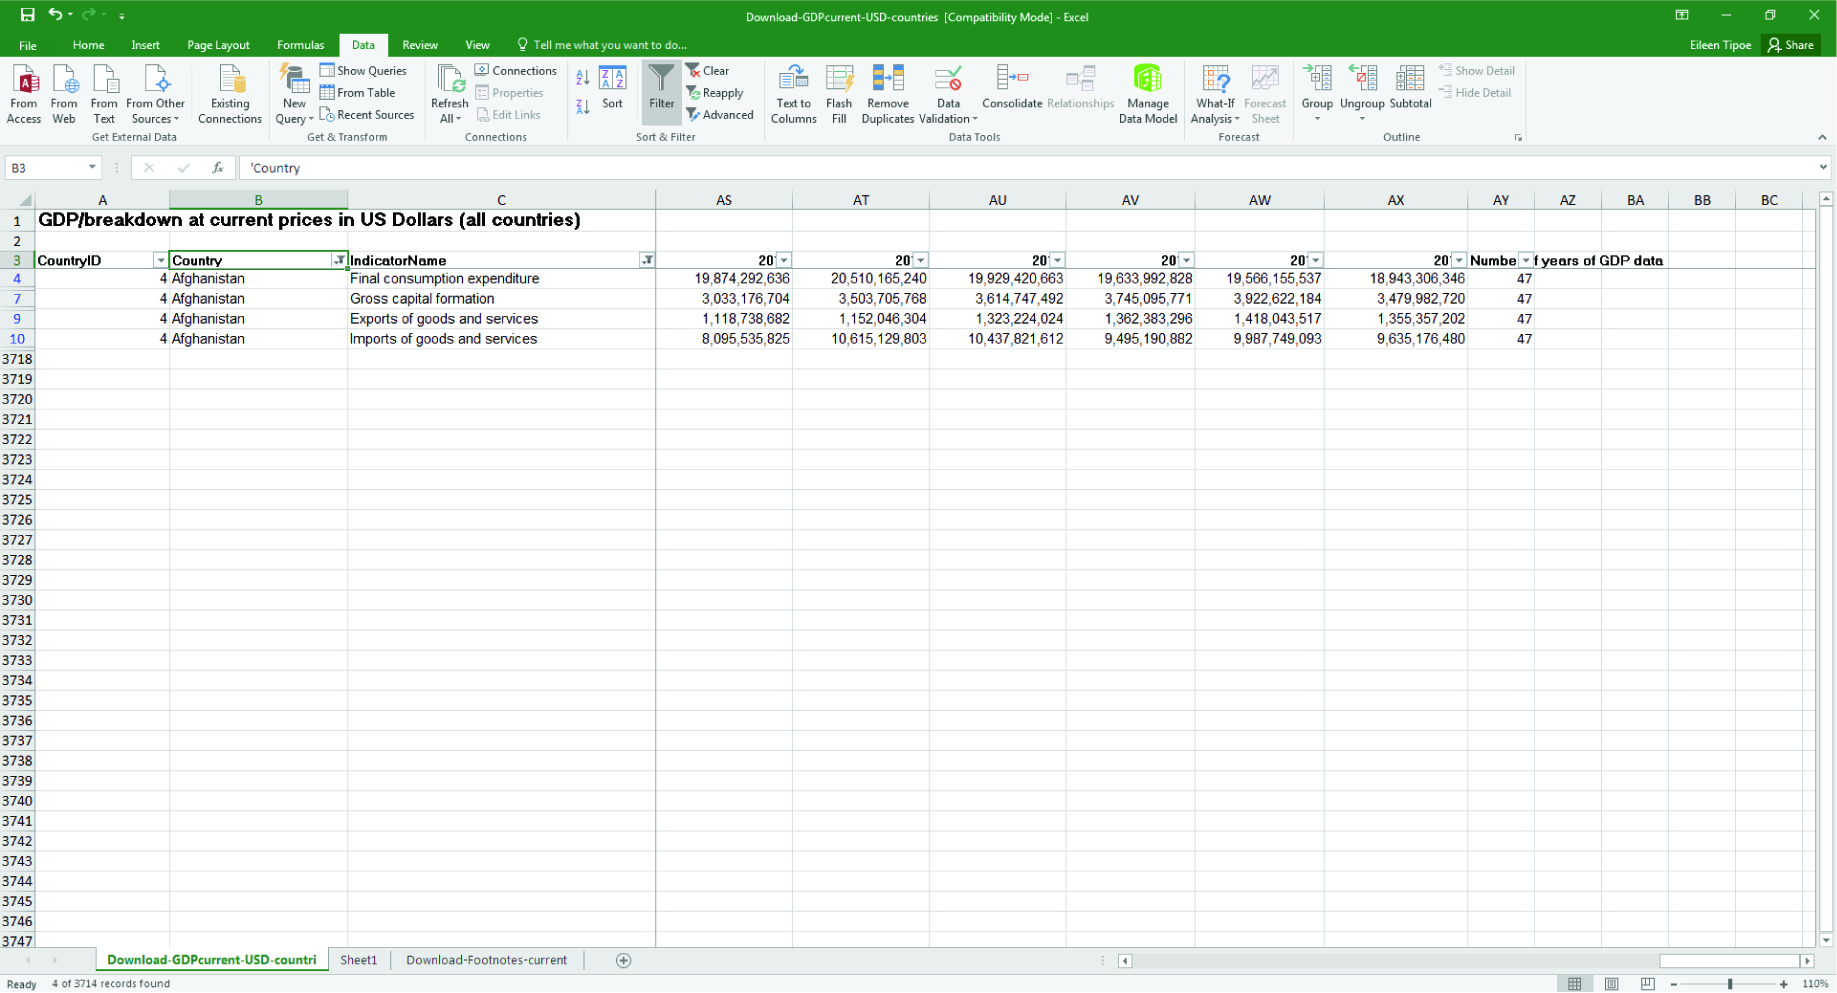 Download-GDPcurrent-USD-countries [Compatibility Mode] - Excel
File Home Insert Page Layout Formulas Data Review View Tell me what you want to do... Eileen Tipoe Share
From Access
From Web
From Text
From Other Sources
Existing Connections
Get External Data
New Query
Show Queries
From Table
Recent Sources
Get & Transform
Refresh All
Connections
Properties
Edit Links
Connections
Sort
Filter
Clear
Reapply
Advanced
Sort & Filter
Text to Columns
Flash Fill
Remove Duplicates
Data Validation
Consolidate
Relationships
Manage Data Model
Data Tools
What-If Analysis
Forecast Sheet
Forecast
Group
Ungroup
Subtotal
Show Detail
Hide Detail
Outline
B3 fx 'Country
A B C AS AT AU AV AW AX AY AZ BA BB BC
1 GDP/breakdown at current prices in US Dollars (all countries)
2
3 CountryID Country IndicatorName 20 20 20 20 20 20 Numbe f years of GDP data
4 4 Afghanistan Final consumption expenditure 19,874,292,636 20,510,165,240 19,929,420,663 19,633,992,828 19,566,155,537 18,943,306,346 47
7 4 Afghanistan Gross capital formation 3,033,176,704 3,503,705,768 3,614,747,492 3,745,095,771 3,922,622,184 3,479,982,720 47
9 4 Afghanistan Exports of goods and services 1,118,738,682 1,152,046,304 1,323,224,024 1,362,383,296 1,418,043,517 1,355,357,202 47
10 4 Afghanistan Imports of goods and services 8,095,535,825 10,615,129,803 10,437,821,612 9,495,190,882 9,987,749,093 9,635,176,480 47
3718
3719
3720
3721
3722
3723
3724
3725
3726
3727
3728
3729
3730
3731
3732
3733
3734
3735
3736
3737
3738
3739
3740
3741
3742
3743
3744
3745
3746
3747
Download-GDPcurrent-USD-countri Sheet1 Download-Footnotes-current
Ready 4 of 3714 records found 110%